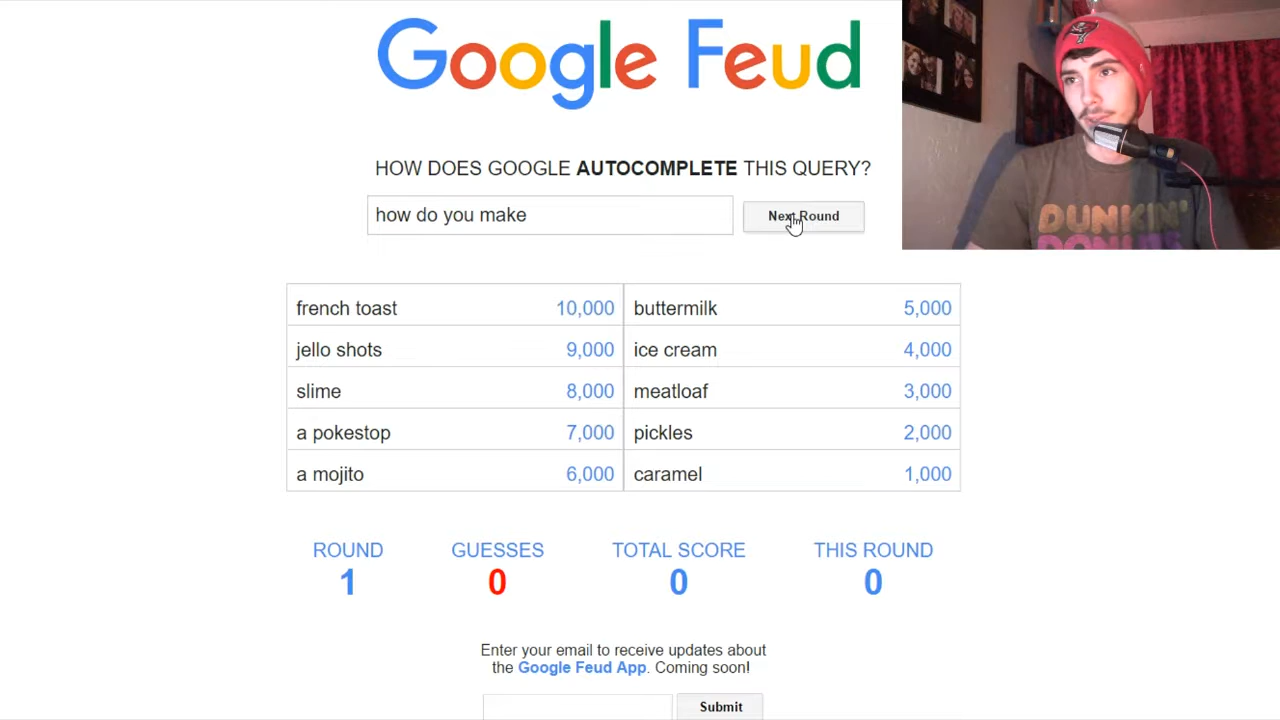 Google Feud
HOW DOES GOOGLE AUTOCOMPLETE THIS QUERY?
how do you make
Next Round
french toast 10,000 buttermilk 5,000
jello shots 9,000 ice cream 4,000
slime 8,000 meatloaf 3,000
a pokestop 7,000 pickles 2,000
a mojito 6,000 caramel 1,000
ROUND GUESSES TOTAL SCORE THIS ROUND
1 0 0 0
Enter your email to receive updates about
the Google Feud App. Coming soon!
Submit
DUNKIN'
DONUTS